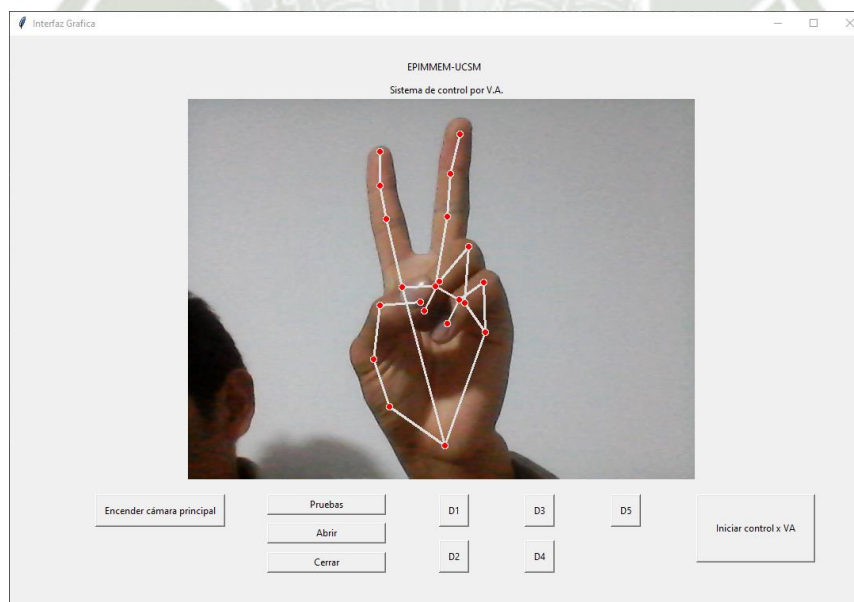 Interfaz Grafica
EPIMMEM-UCSM
Sistema de control por V.A.
Encender cámara principal
Pruebas
Abrir
Cerrar
D1
D3
D5
D2
D4
Iniciar control x VA